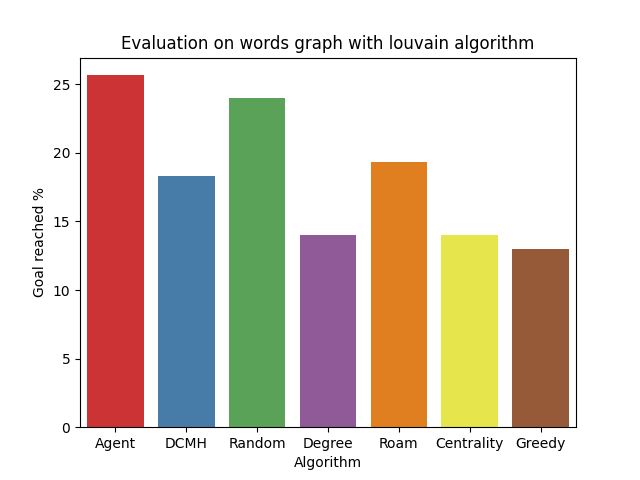 Evaluation on words graph with louvain algorithm
25
20
15
10
5
0
Goal reached %
Agent DCMH Random Degree Roam Centrality Greedy
Algorithm